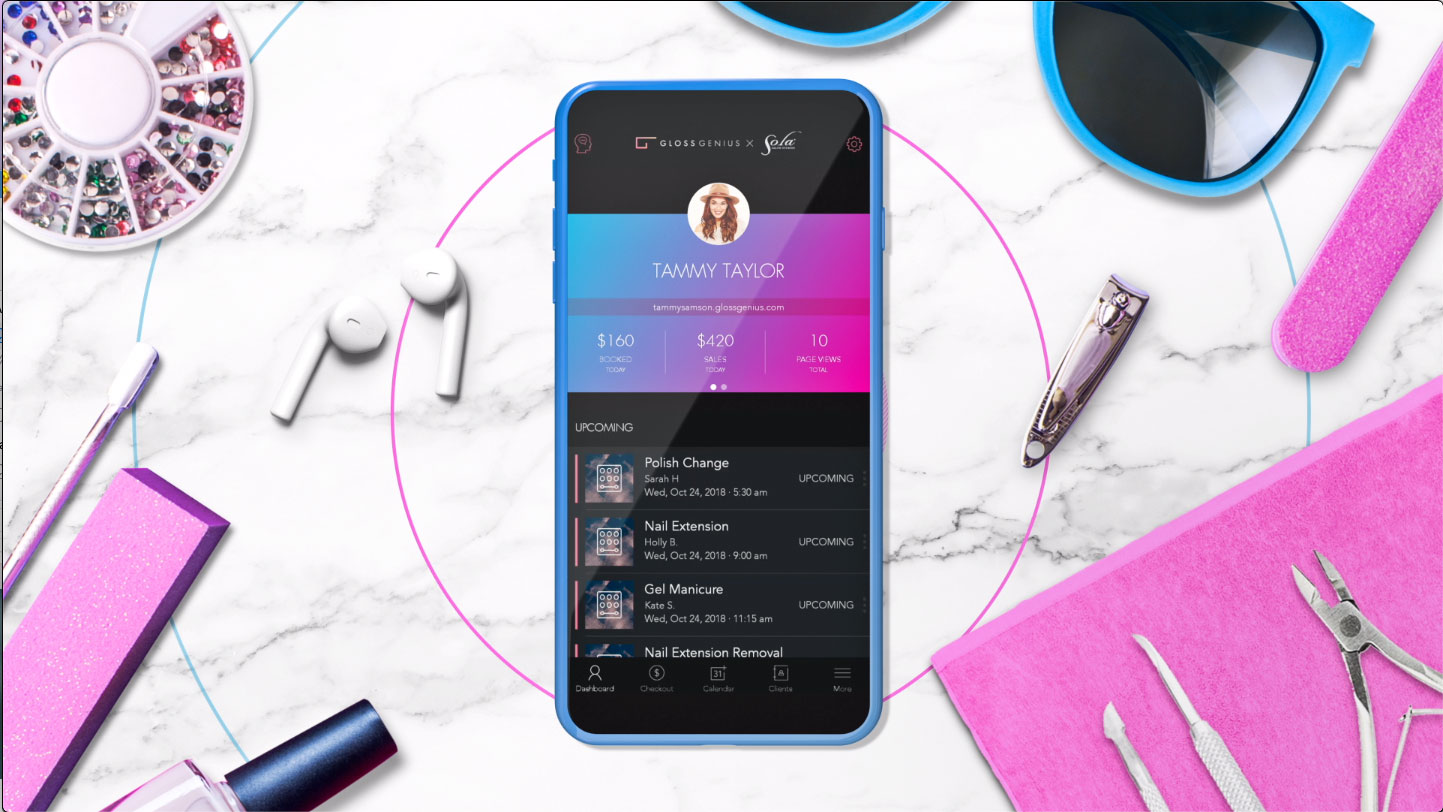 GLOSSGENIUS X Sola
TAMMY TAYLOR
tammysamson.glossgenius.com
$160
BOOKED
TODAY
$420
SALES
TODAY
10
PAGE VIEWS
TOTAL
UPCOMING
Polish Change
Sarah H
Wed, Oct 24, 2018 · 5:30 am
UPCOMING
Nail Extension
Holly B.
Wed, Oct 24, 2018 · 9:00 am
UPCOMING
Gel Manicure
Kate S.
Wed, Oct 24, 2018 · 11:15 am
UPCOMING
Nail Extension Removal
31
Dashboard
$
Checkout
Calendar
Clients
More